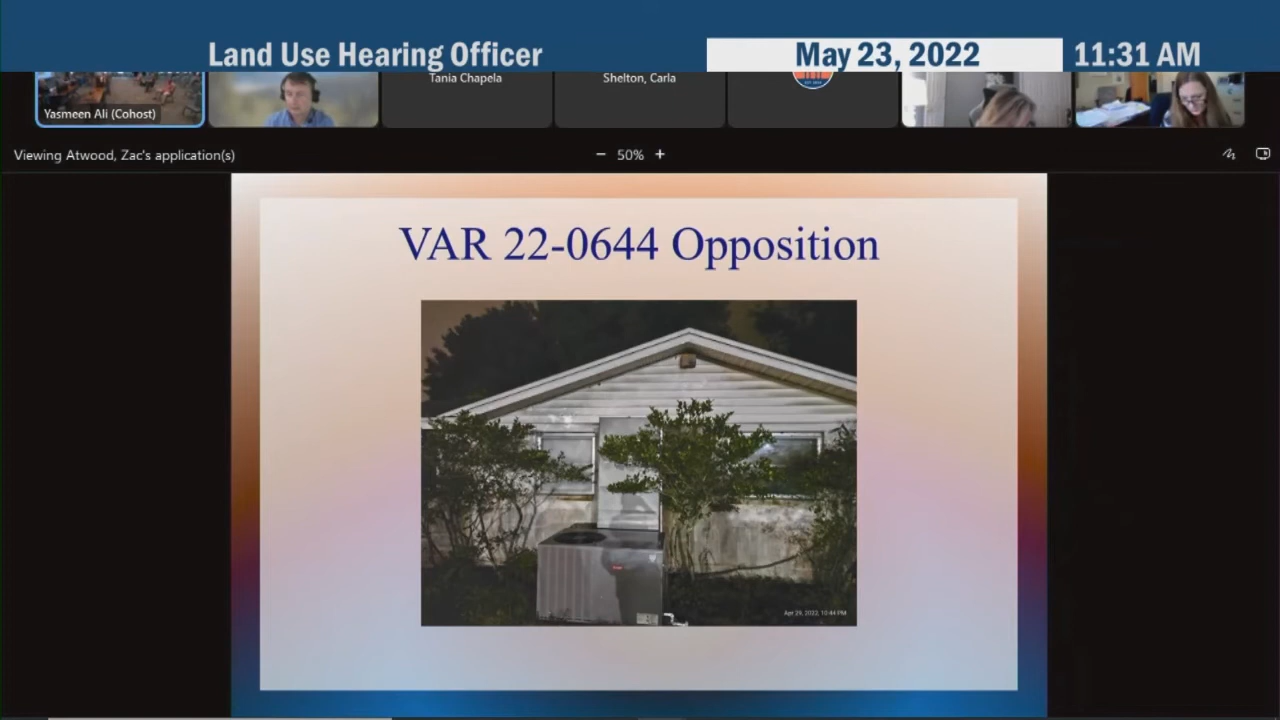 Land Use Hearing Officer
May 23, 2022
11:31 AM
Yasmeen Ali (Cohost)
Tania Chapela
Shelton, Carla
Viewing Atwood, Zac's application(s)
− 50% +
VAR 22-0644 Opposition
Apr 29, 2022, 10:44 PM